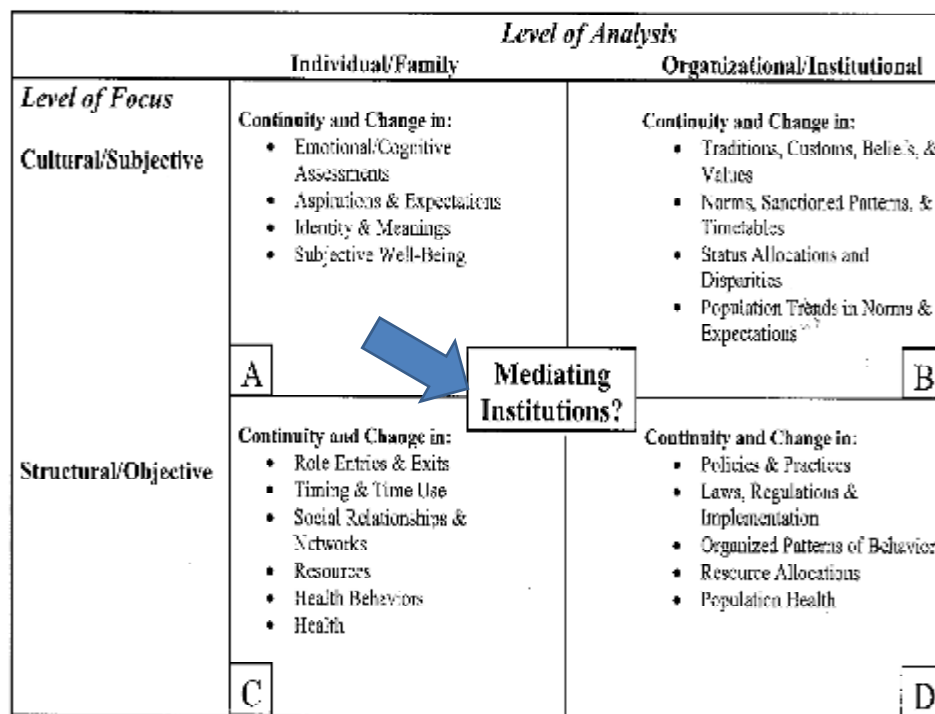 Level of Analysis
Individual/Family
Organizational/Institutional
Level of Focus
Cultural/Subjective
Continuity and Change in:
• Emotional/Cognitive
Assessments
• Aspirations & Expectations
• Identity & Meanings
• Subjective Well-Being
A
Continuity and Change in:
• Traditions, Customs, Beliefs, &
Values
• Norms, Sanctioned Patterns, &
Timetables
• Status Allocations and
Disparities
• Population Trends in Norms &
Expectations
B
Mediating
Institutions?
Structural/Objective
Continuity and Change in:
• Role Entries & Exits
• Timing & Time Use
• Social Relationships &
Networks
• Resources
• Health Behaviors
• Health
C
Continuity and Change in:
• Policies & Practices
• Laws, Regulations &
Implementation
• Organized Patterns of Behavior
• Resource Allocations
• Population Health
D